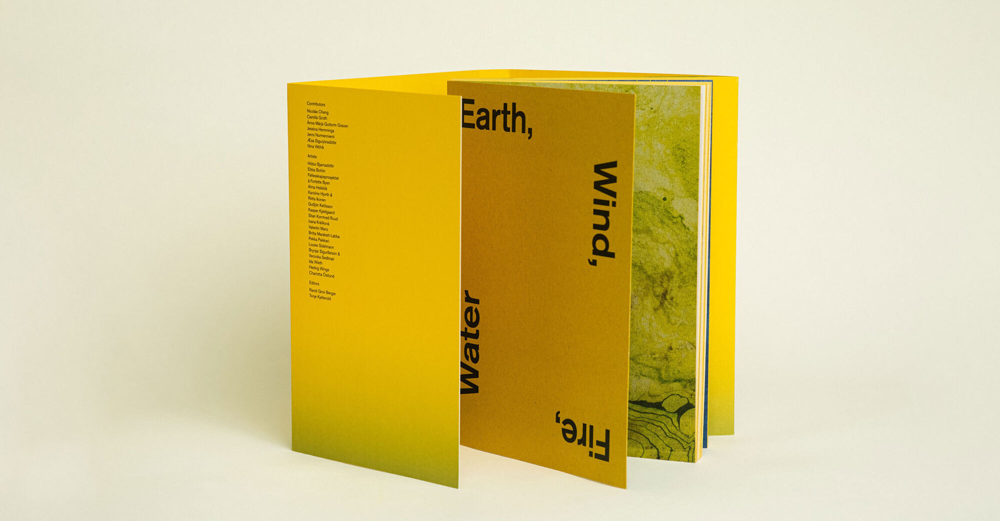 Contributors
Nicolas Cheng
Camilla Groth
Ánne Márjá Guttorm Graven
Jessica Hemmings
Jenni Nurmenniemi
Æsa Sigurjónsdóttir
Nina Wöhlk
Artists
Hildur Bjarnadóttir
Ebba Bohlin
Fellesskapsprosjektet
å Fortette Byen
Alma Heikkilä
Karoline Hjorth &
Riitta Ikonen
Guðjón Ketilsson
Kasper Kjeldgaard
Stian Korntved Ruud
Ivana Králíková
Valentin Manz
Britta Marakatt-Labba
Pekka Paikkari
Louise Sidelmann
Brynjar Sigurðarson &
Veronika Sedlmair
Ida Wieth
Hedvig Winge
Charlotta Östlund
Editors
Randi Grov Berger
Tonje Kjellevold
Earth,
Wind,
Fire,
Water